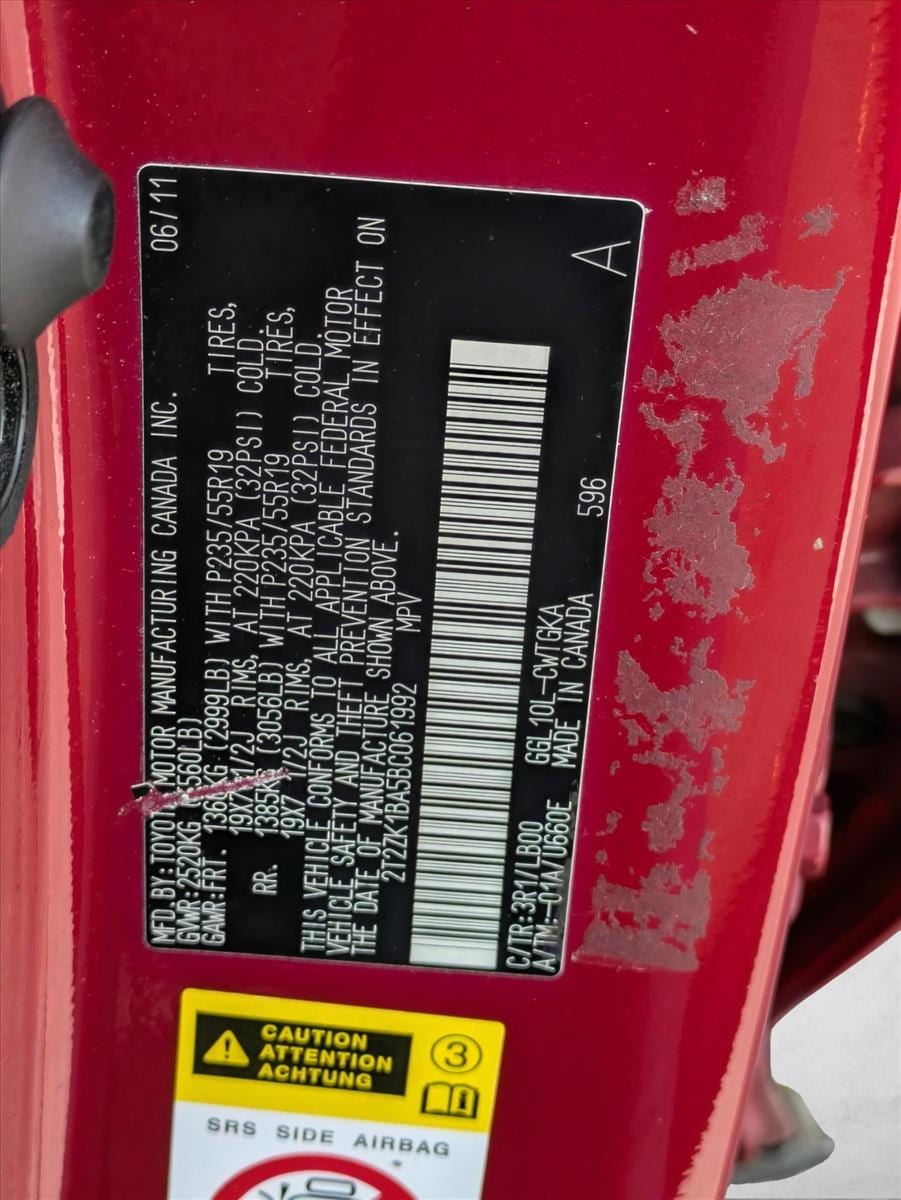 MFD.BY:TOYOTA MOTOR MANUFACTURING CANADA INC. 06/11
GVWR:2520KG (5560LB)
GAWR:FRT 1360KG (2999LB) WITH P235/55R19 TIRES,
19X7 1/2J RIMS, AT 220KPA (32PSI) COLD.
RR. 1385KG (3056LB) WITH P235/55R19 TIRES,
19X7 1/2J RIMS, AT 220KPA (32PSI) COLD.
THIS VEHICLE CONFORMS TO ALL APPLICABLE FEDERAL MOTOR
VEHICLE SAFETY AND THEFT PREVENTION STANDARDS IN EFFECT ON
THE DATE OF MANUFACTURE SHOWN ABOVE.
2T2ZK1BA5BC061992 MPV
C/TR:3R1/LB00 GGL10L-CWTGKA 596 A
A/TM:-01A/U660E MADE IN CANADA
CAUTION
ATTENTION
ACHTUNG
3
i
SRS SIDE AIRBAG
*